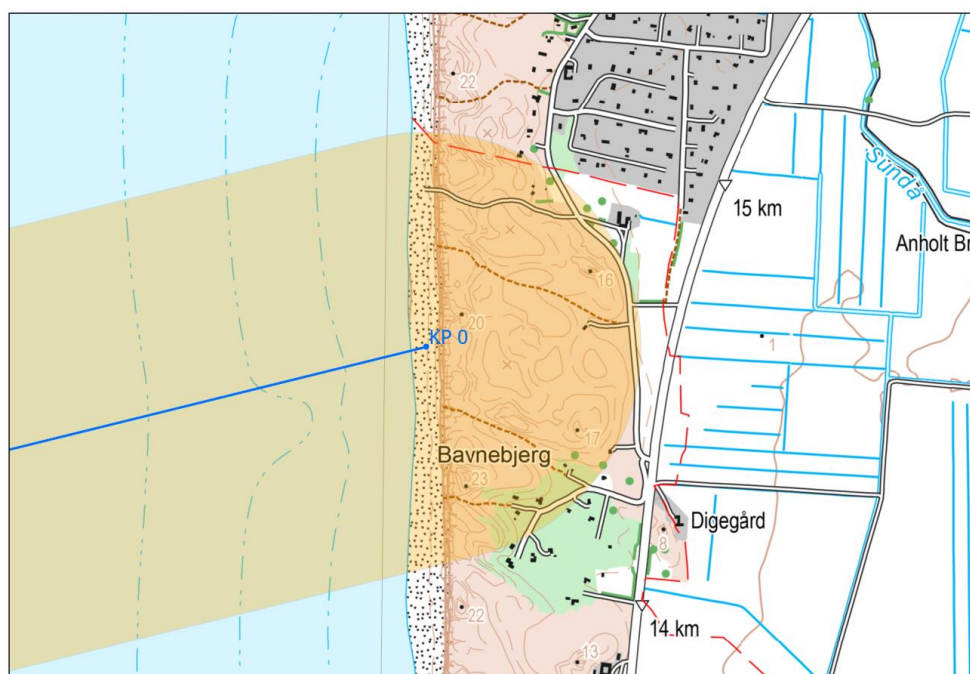 22
15 km
Sundå
Anholt Br
16
20
KP 0
1
17
Bavnebjerg
23
Digegård
8
22
14 km
13